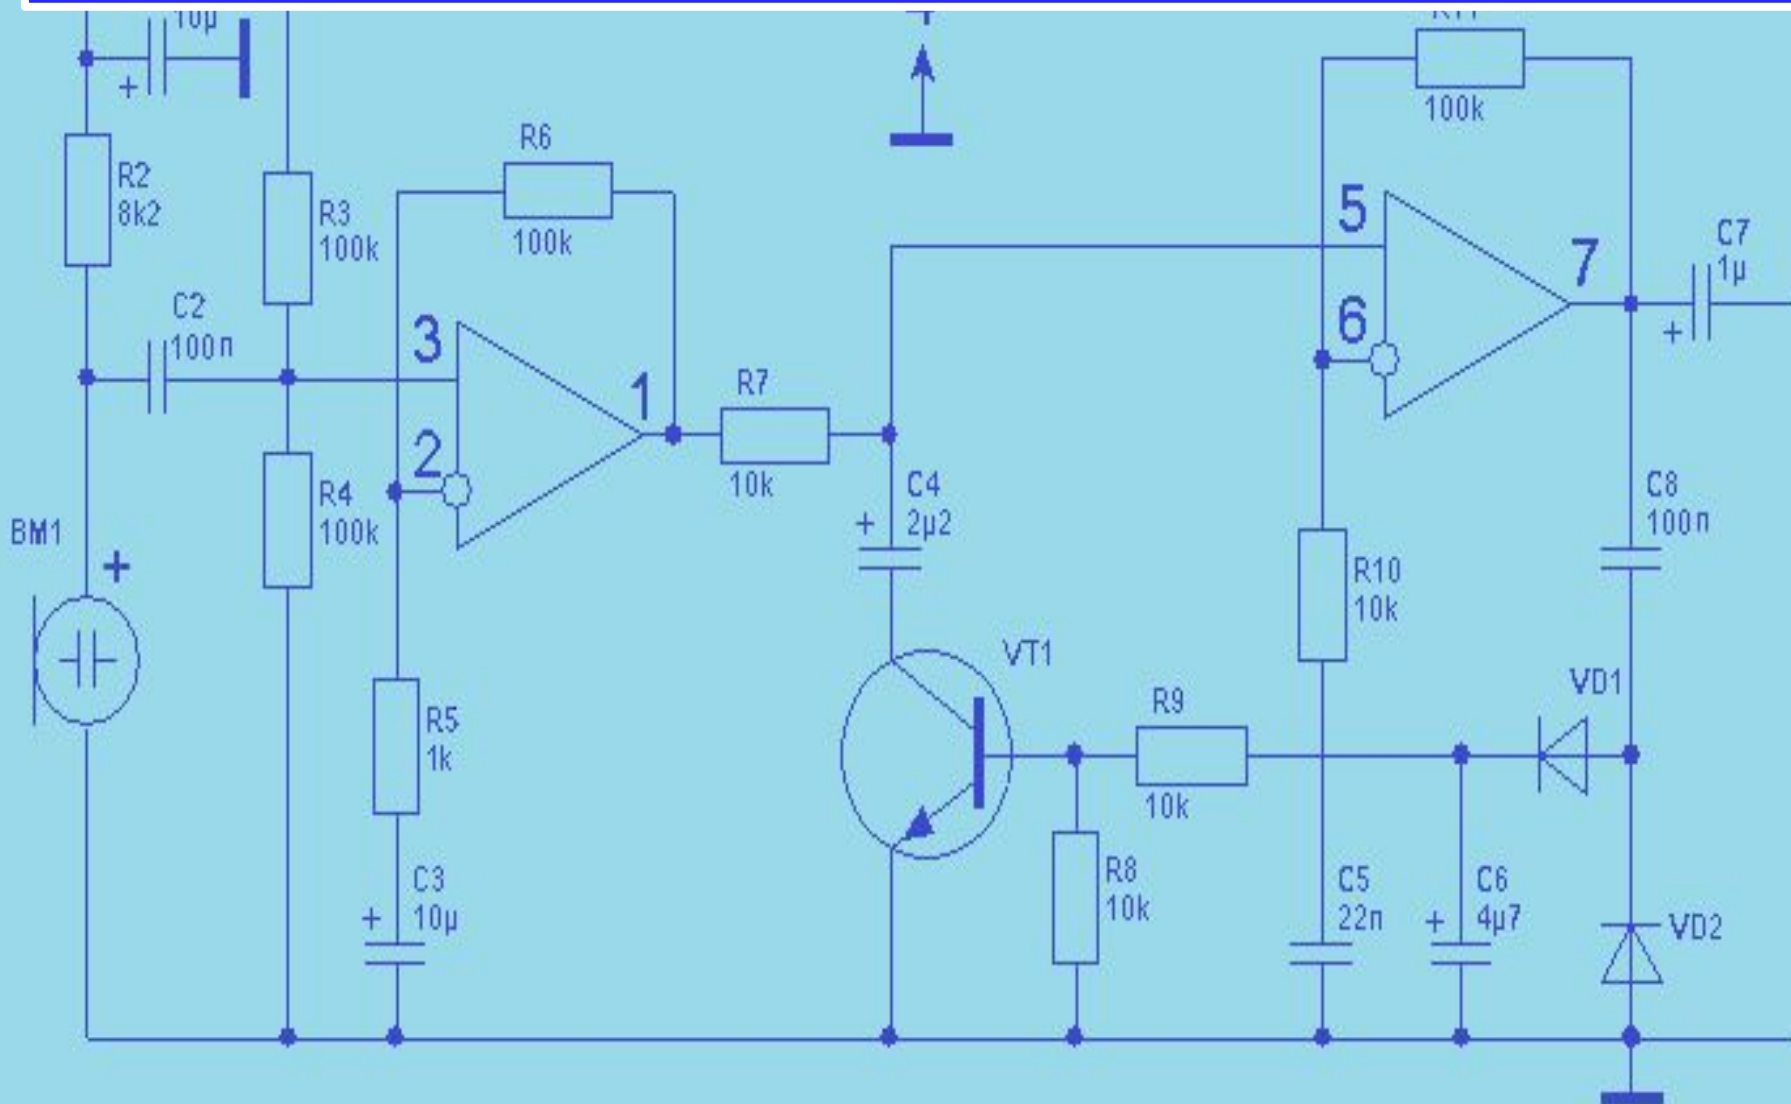 10µ
+
R2
8k2
R3
100k
C2
100n
R6
100k
3
2
1
R4
100k
BM1
+
R5
1k
C3
10µ
+
R7
10k
C4
2µ2
+
VT1
R8
10k
R9
10k
100k
5
6
7
R10
10k
C5
22n
C6
4µ7
+
C7
1µ
+
C8
100n
VD1
VD2